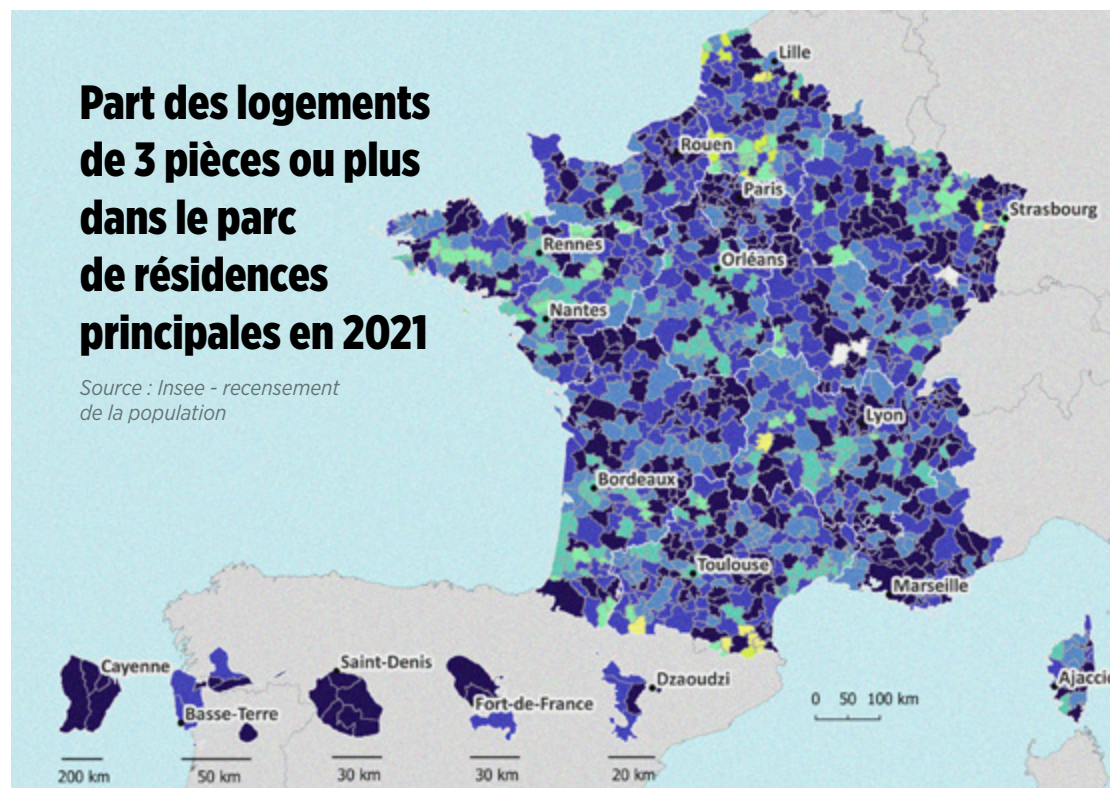 Part des logements
de 3 pièces ou plus
dans le parc
de résidences
principales en 2021
Source : Insee - recensement
de la population
Lille
Rouen
Paris
Strasbourg
Rennes
Orléans
Nantes
Lyon
Bordeaux
Toulouse
Marseille
Cayenne
Saint-Denis
Dzaoudzi
Ajaccio
Fort-de-France
Basse-Terre
0 50 100 km
200 km
50 km
30 km
30 km
20 km